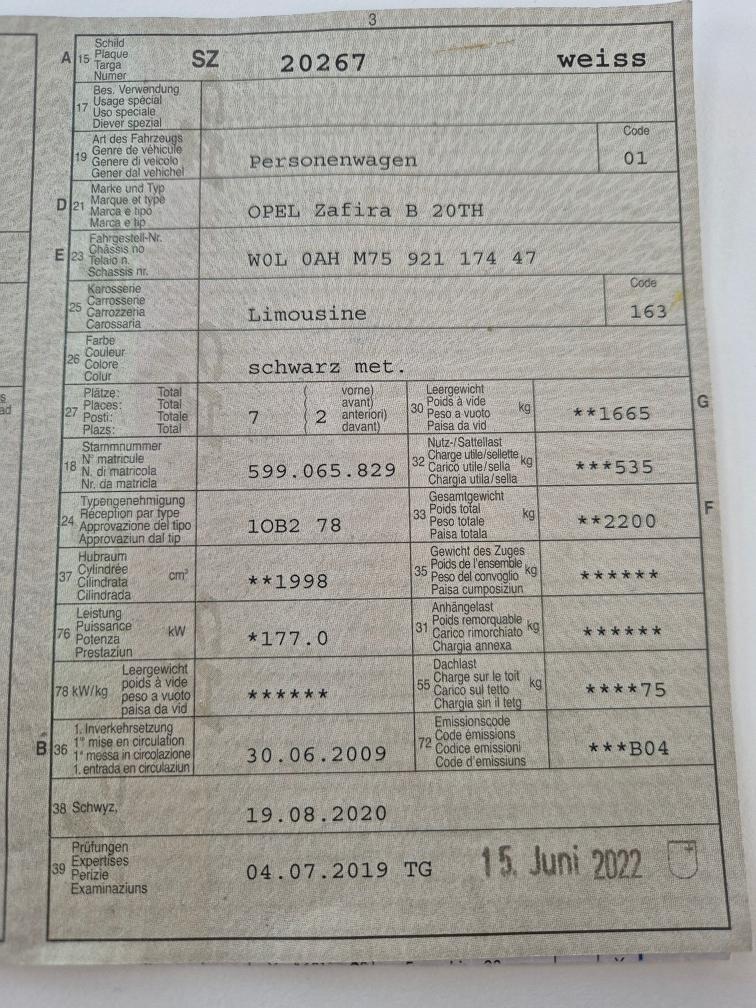 3
A 15 Schild
Plaque
Targa
Numer
SZ 20267 weiss
17 Bes. Verwendung
Usage spécial
Uso speciale
Diever spezial
19 Art des Fahrzeugs
Genre de véhicule
Genere di veicolo
Gener dal vehichel
Personenwagen
Code
01
D 21 Marke und Typ
Marque et type
Marca e tipo
Marca e tip
OPEL Zafira B 20TH
E 23 Fahrgestell-Nr.
Châssis no
Telaio n.
Schassis nr.
W0L 0AH M75 921 174 47
25 Karosserie
Carrosserie
Carrozzeria
Carossaria
Limousine
Code
163
26 Farbe
Couleur
Colore
Colur
schwarz met.
27 Plätze: Total
Places: Total
Posti: Totale
Plazs: Total
7
( vorne)
( avant)
( anteriori)
( davant)
2
30 Leergewicht
Poids à vide
Peso a vuoto
Paisa da vid
kg
**1665
G
18 Stammnummer
N° matricule
N. di matricola
Nr. da matricla
599.065.829
32 Nutz-/Sattellast
Charge utile/sellette
Carico utile/sella
Chargia utila/sella
kg
***535
24 Typengenehmigung
Réception par type
Approvazione del tipo
Approvaziun dal tip
1OB2 78
33 Gesamtgewicht
Poids total
Peso totale
Paisa totala
kg
**2200
F
37 Hubraum
Cylindrée
Cilindrata
Cilindrada
cm³
**1998
35 Gewicht des Zuges
Poids de l'ensemble
Peso del convoglio
Paisa cumposiziun
kg
******
76 Leistung
Puissance
Potenza
Prestaziun
kW
*177.0
31 Anhängelast
Poids remorquable
Carico rimorchiato
Chargia annexa
kg
******
78 kW/kg
Leergewicht
poids à vide
peso a vuoto
paisa da vid
******
55 Dachlast
Charge sur le toit
Carico sul tetto
Chargia sin il tetg
kg
****75
B 36 1. Inverkehrsetzung
1re mise en circulation
1a messa in circolazione
1. entrada en circulaziun
30.06.2009
72 Emissionscode
Code émissions
Codice emissioni
Code d'emissiuns
***B04
38 Schwyz, 19.08.2020
39 Prüfungen
Expertises
Perizie
Examinaziuns
04.07.2019 TG
15. Juni 2022